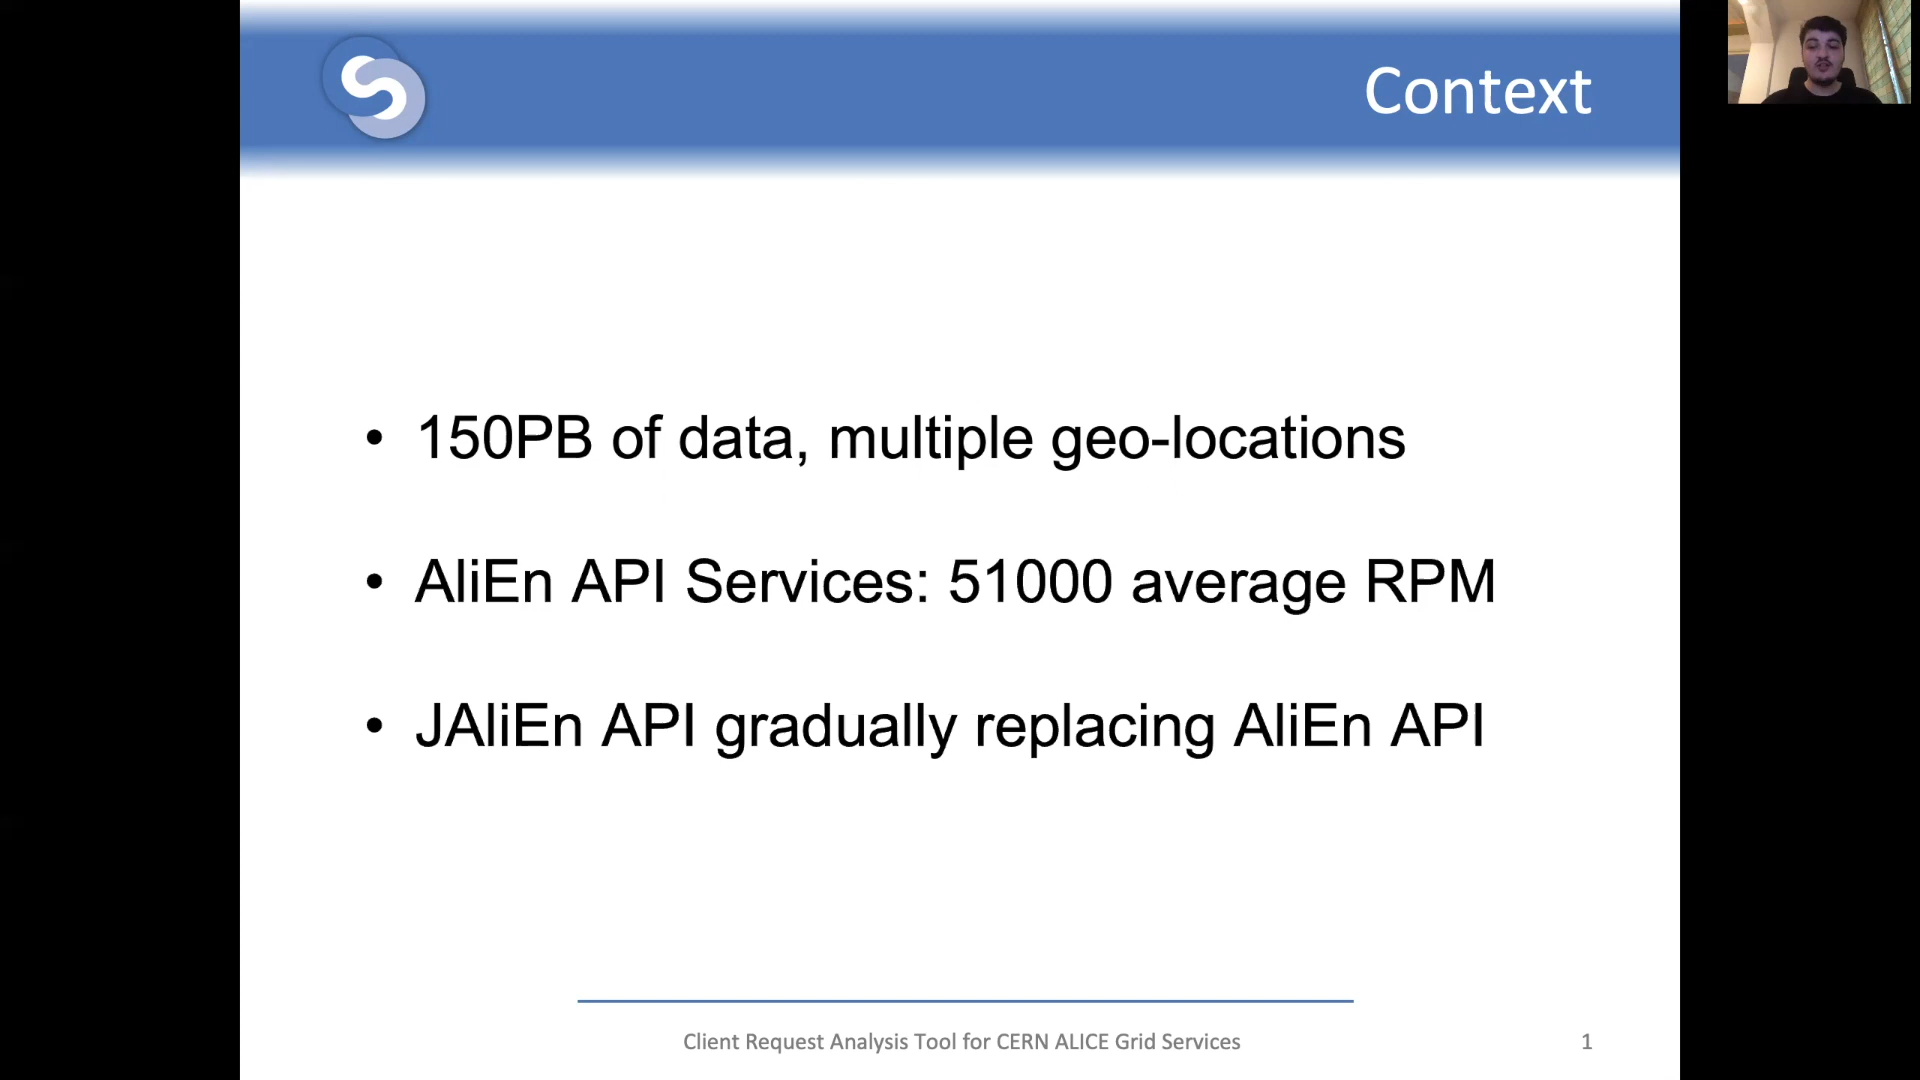 Context
• 150PB of data, multiple geo-locations
• AliEn API Services: 51000 average RPM
• JAliEn API gradually replacing AliEn API
Client Request Analysis Tool for CERN ALICE Grid Services
1